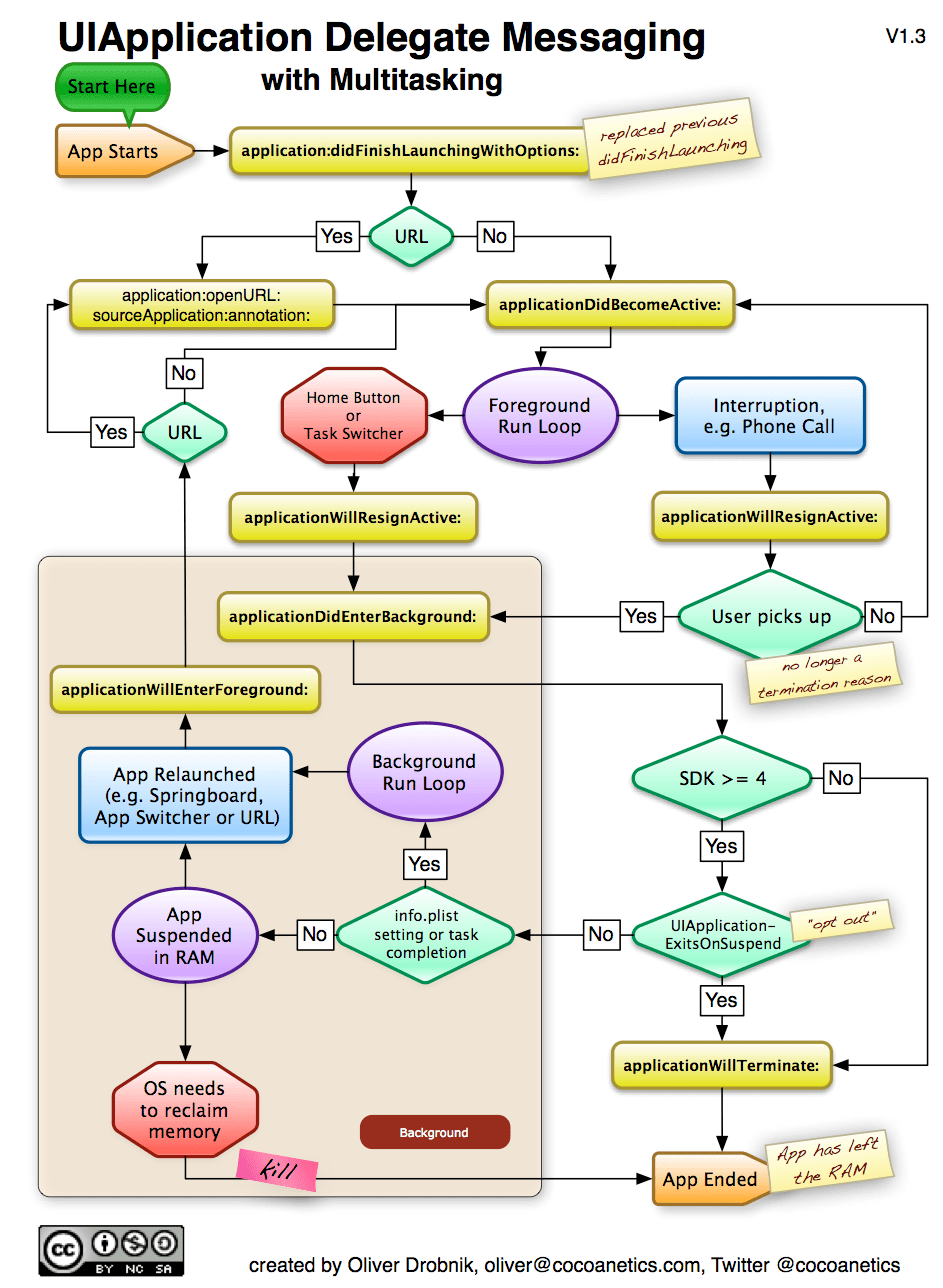 UIApplication Delegate Messaging
with Multitasking
V1.3
Start Here
App Starts
application:didFinishLaunchingWithOptions:
replaced previous
didFinishLaunching
Yes
URL
No
application:openURL:
sourceApplication:annotation:
applicationDidBecomeActive:
No
Yes
URL
Home Button
or
Task Switcher
Foreground
Run Loop
Interruption,
e.g. Phone Call
applicationWillResignActive:
applicationWillResignActive:
applicationDidEnterBackground:
Yes
User picks up
No
no longer a
termination reason
applicationWillEnterForeground:
App Relaunched
(e.g. Springboard,
App Switcher or URL)
Background
Run Loop
SDK >= 4
No
Yes
Yes
App
Suspended
in RAM
No
info.plist
setting or task
completion
No
UIApplication-
ExitsOnSuspend
"opt out"
Yes
applicationWillTerminate:
OS needs
to reclaim
memory
Background
kill
App Ended
App has left
the RAM
cc
BY NC SA
created by Oliver Drobnik, oliver@cocoanetics.com, Twitter @cocoanetics